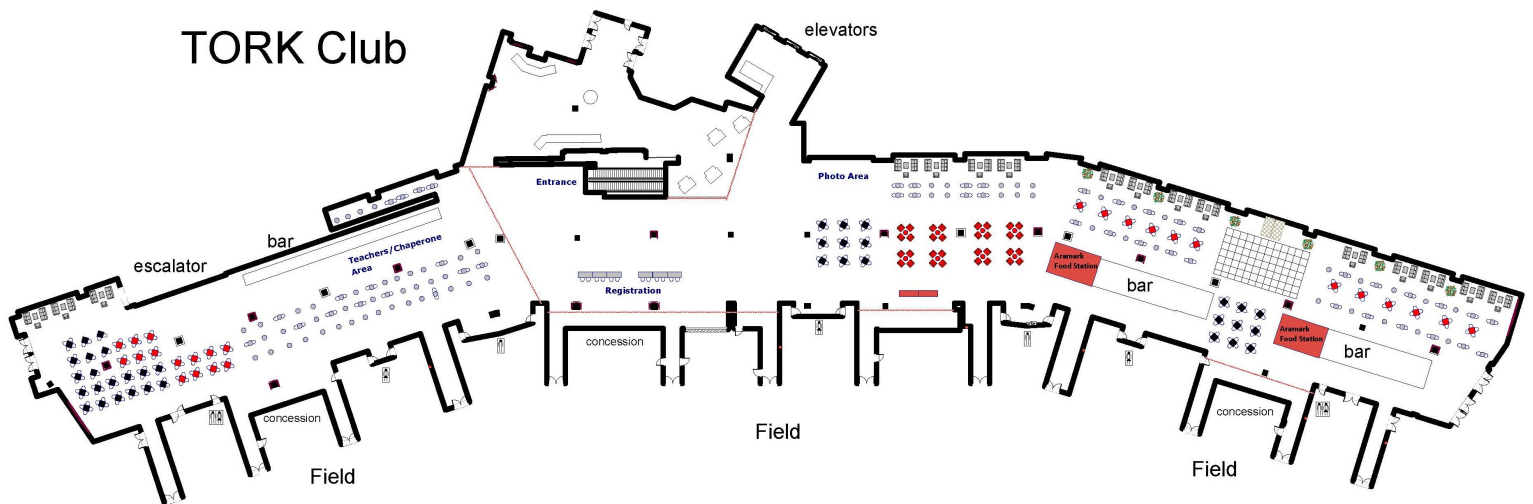 TORK Club
elevators
Entrance
Photo Area
bar
Teachers/Chaperone
Area
escalator
Registration
Aramark
Food Station
bar
Aramark
Food Station
bar
concession
concession
concession
Field
Field
Field